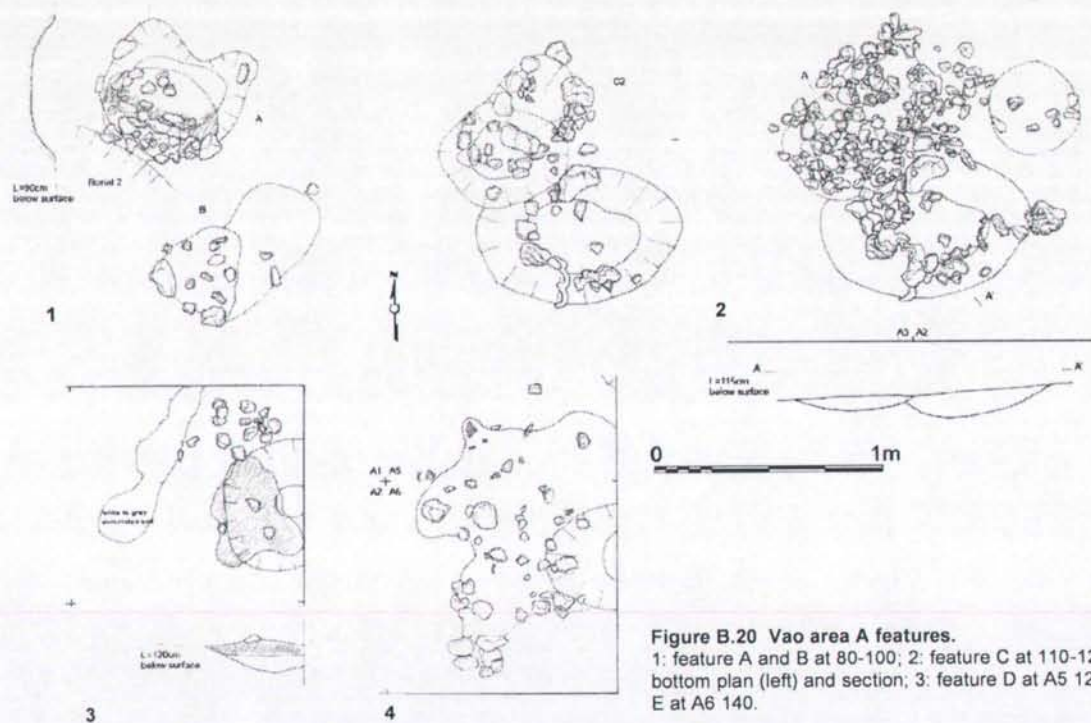 A
L=90cm
below surface
Burial 2
B
1
N
A
2
A'
A3 A2
A
A'
L=115cm
below surface
0 1m
white to grey
L=120cm
below surface
3
A1 A5
A2 A6
4
Figure B.20 Vao area A features.
1: feature A and B at 80-100; 2: feature C at 110-12
bottom plan (left) and section; 3: feature D at A5 12
E at A6 140.